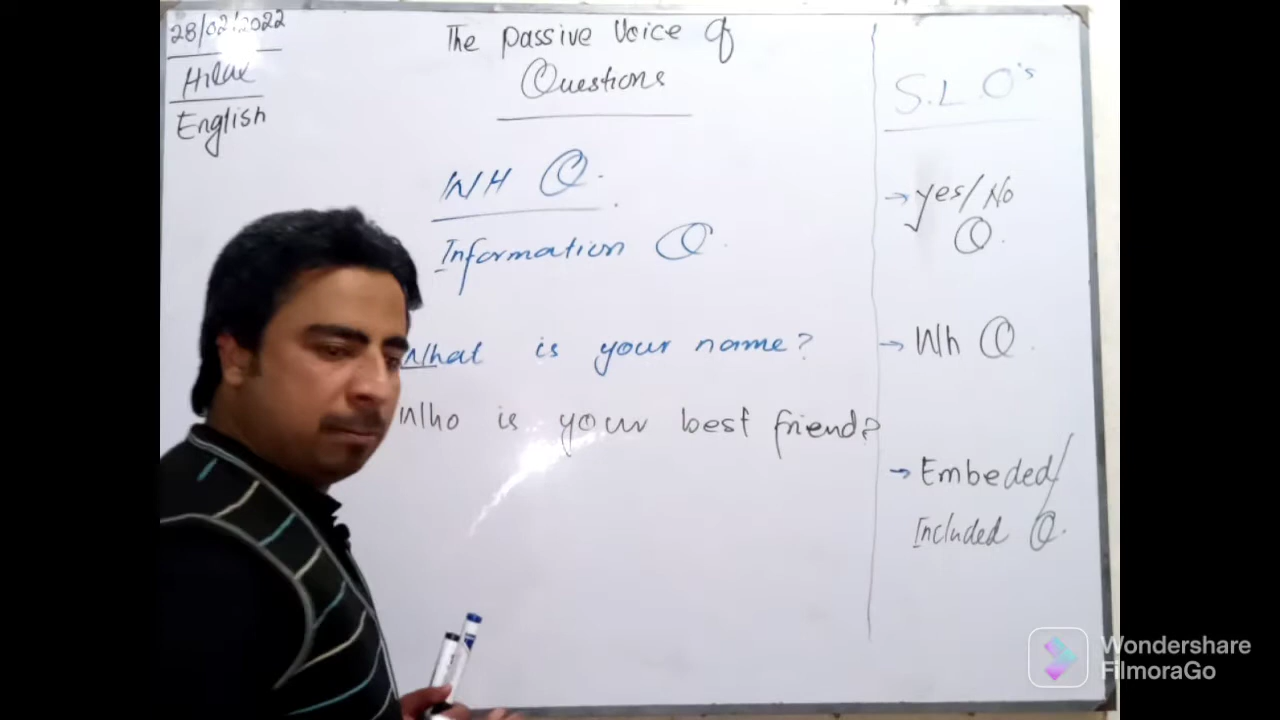 28/02/2022
Hilal
English
The Passive Voice of
Questions
WH Q.
Information Q.
What is your name?
Who is your best friend?
S.L.O's
→ Yes/No
Q.
→ Wh Q.
→ Embeded/
Included Q.
Wondershare
FilmoraGo